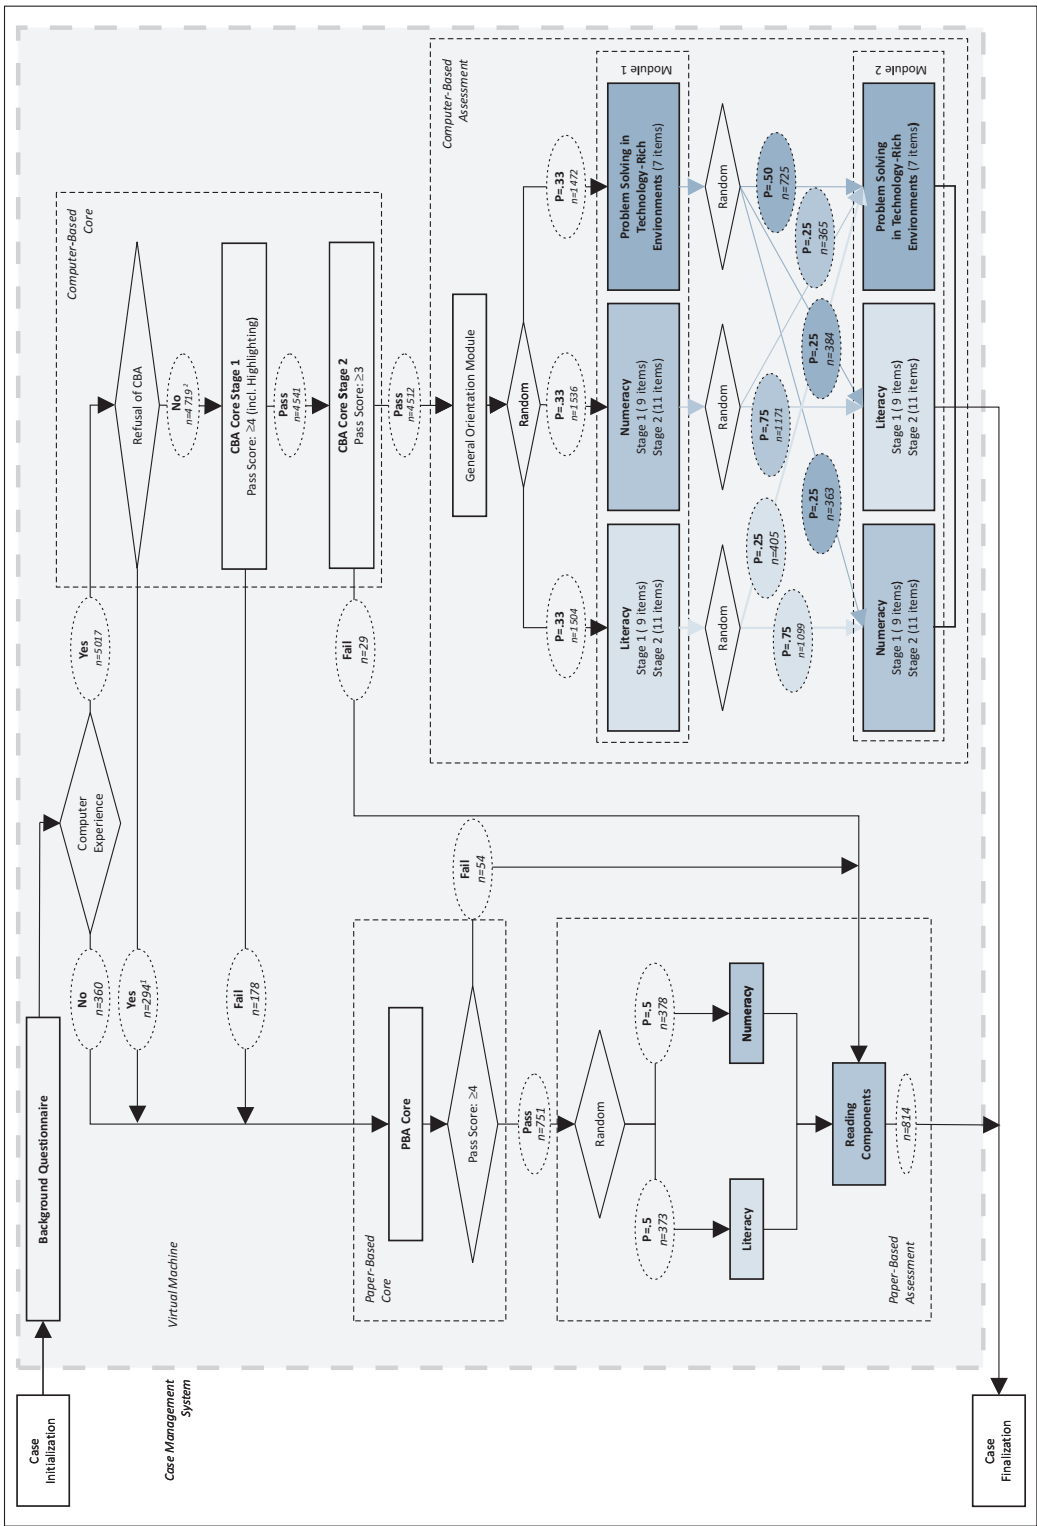 Case
Initialization
Case Management
System
Virtual Machine
Background Questionnaire
Computer
Experience
No
n=360
Yes
n=5017
Computer-Based
Core
Refusal of CBA
Yes
n=294¹
No
n=4719²
CBA Core Stage 1
Pass Score: ≥4 (incl. Highlighting)
Fail
n=178
Pass
n=4541
CBA Core Stage 2
Pass Score: ≥3
Fail
n=29
Pass
n=4512
Paper-Based
Core
PBA Core
Pass Score: ≥4
Fail
n=54
Pass
n=751
Paper-Based
Assessment
Random
P=.5
n=373
P=.5
n=378
Literacy
Numeracy
Reading
Components
n=814
Computer-Based
Assessment
General Orientation Module
Random
P=.33
n=1504
P=.33
n=1536
P=.33
n=1472
Module 1
Literacy
Stage 1 ( 9 items)
Stage 2 (11 items)
Numeracy
Stage 1 ( 9 items)
Stage 2 (11 items)
Problem Solving in
Technology-Rich
Environments (7 items)
Random
Random
Random
P=.75
n=1099
P=.25
n=405
P=.75
n=1171
P=.25
n=365
P=.50
n=725
P=.25
n=384
P=.25
n=363
Module 2
Numeracy
Stage 1 ( 9 items)
Stage 2 (11 items)
Literacy
Stage 1 ( 9 items)
Stage 2 (11 items)
Problem Solving
in Technology-Rich
Environments (7 items)
Case
Finalization